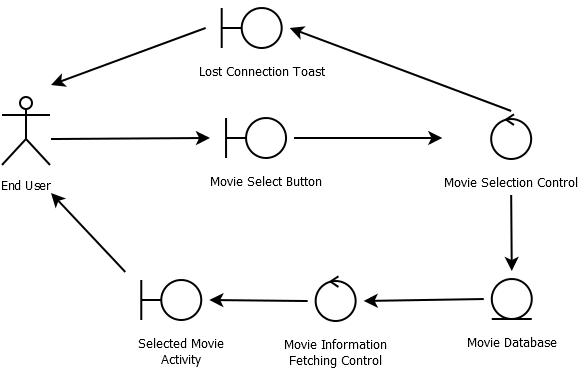 Lost Connection Toast
End User
Movie Select Button
Movie Selection Control
Selected Movie
Activity
Movie Information
Fetching Control
Movie Database